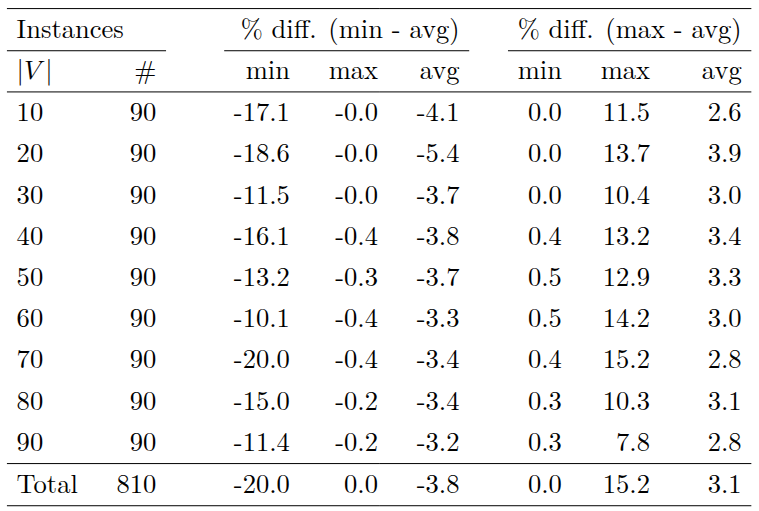 Instances % diff. (min - avg) % diff. (max - avg)
|V| # min max avg min max avg
10 90 -17.1 -0.0 -4.1 0.0 11.5 2.6
20 90 -18.6 -0.0 -5.4 0.0 13.7 3.9
30 90 -11.5 -0.0 -3.7 0.0 10.4 3.0
40 90 -16.1 -0.4 -3.8 0.4 13.2 3.4
50 90 -13.2 -0.3 -3.7 0.5 12.9 3.3
60 90 -10.1 -0.4 -3.3 0.5 14.2 3.0
70 90 -20.0 -0.4 -3.4 0.4 15.2 2.8
80 90 -15.0 -0.2 -3.4 0.3 10.3 3.1
90 90 -11.4 -0.2 -3.2 0.3 7.8 2.8
Total 810 -20.0 0.0 -3.8 0.0 15.2 3.1